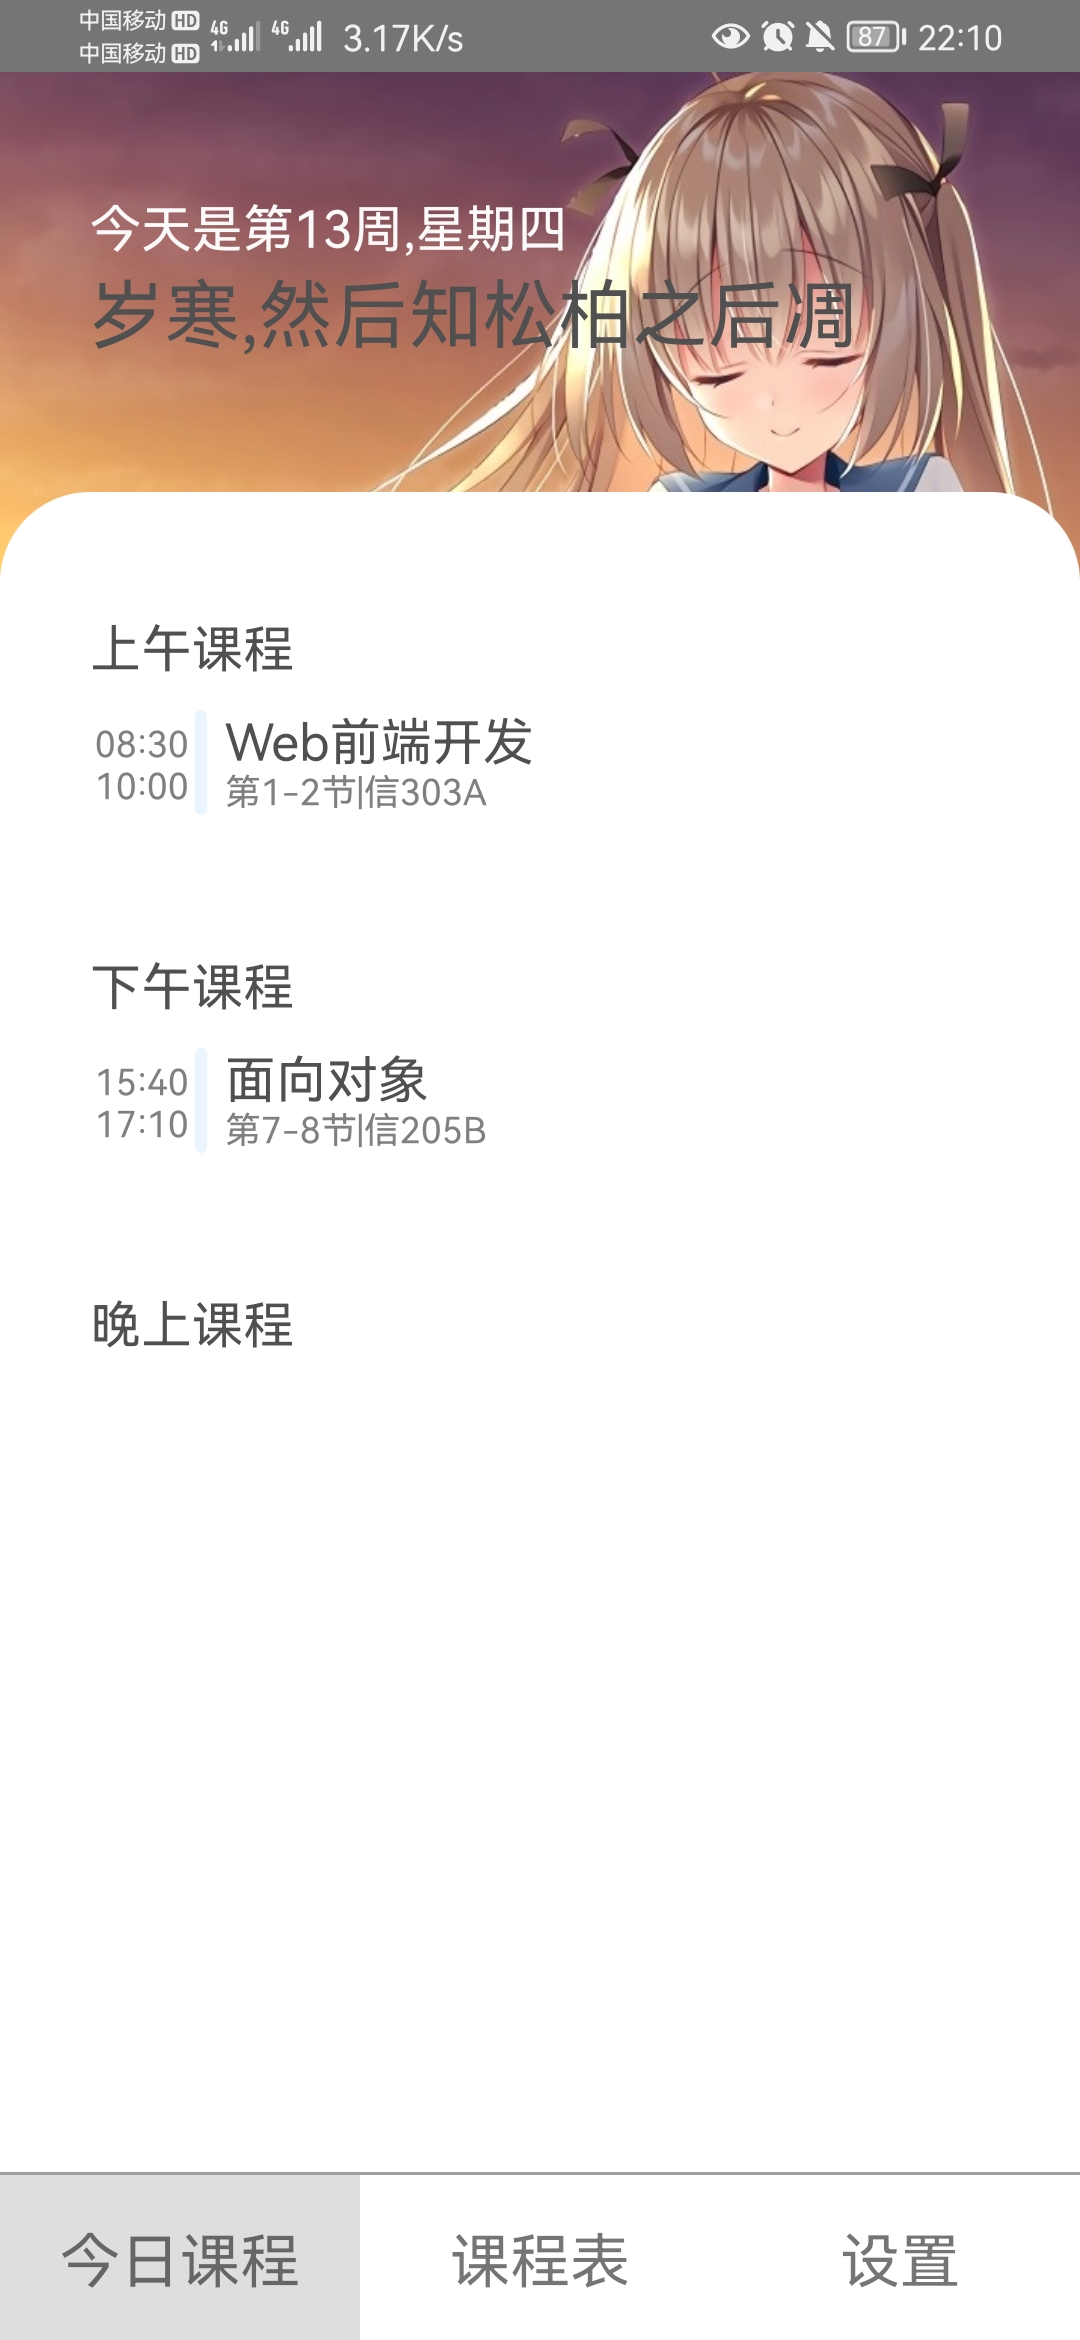 中国移动 HD
中国移动 HD
4G 4G 3.17K/s 87 22:10
今天是第13周,星期四
岁寒,然后知松柏之后凋
上午课程
08:30 Web前端开发
10:00 第1-2节|信303A
下午课程
15:40 面向对象
17:10 第7-8节|信205B
晚上课程
今日课程 课程表 设置